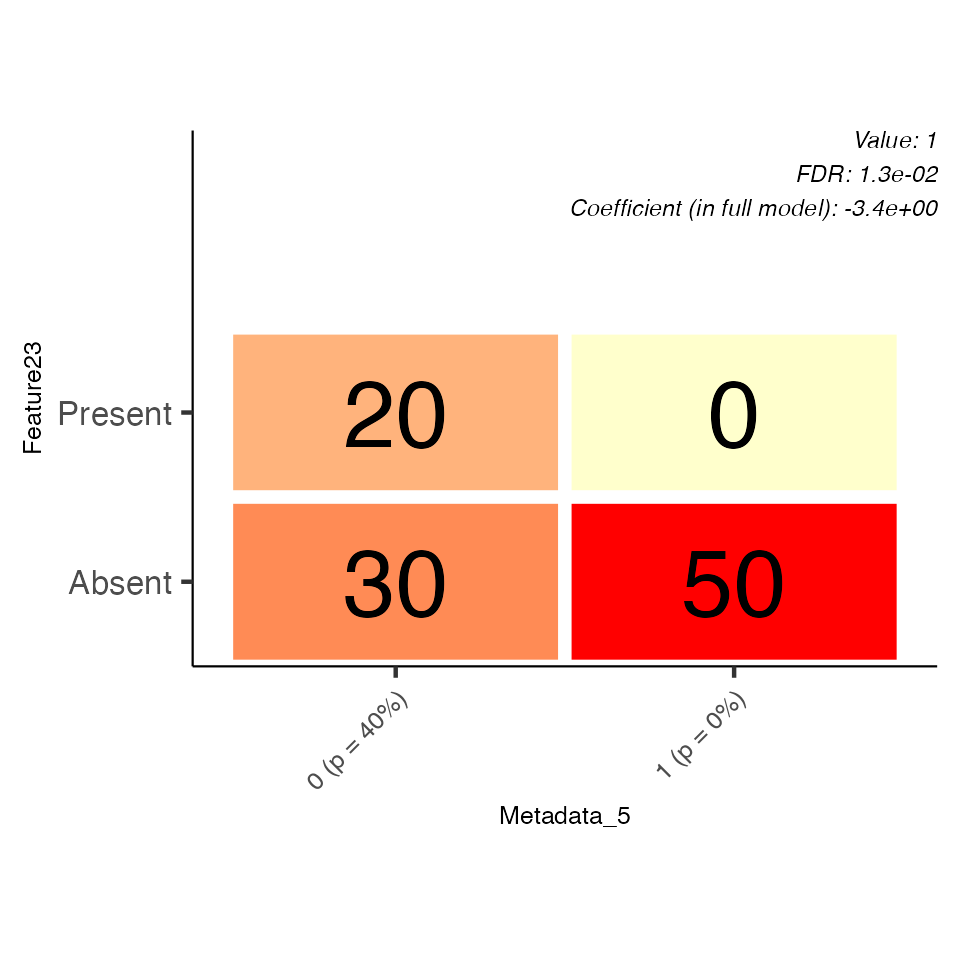 Value: 1
FDR: 1.3e-02
Coefficient (in full model): -3.4e+00
Feature23
Present
20
0
Absent
30
50
0 (p = 40%)
1 (p = 0%)
Metadata_5